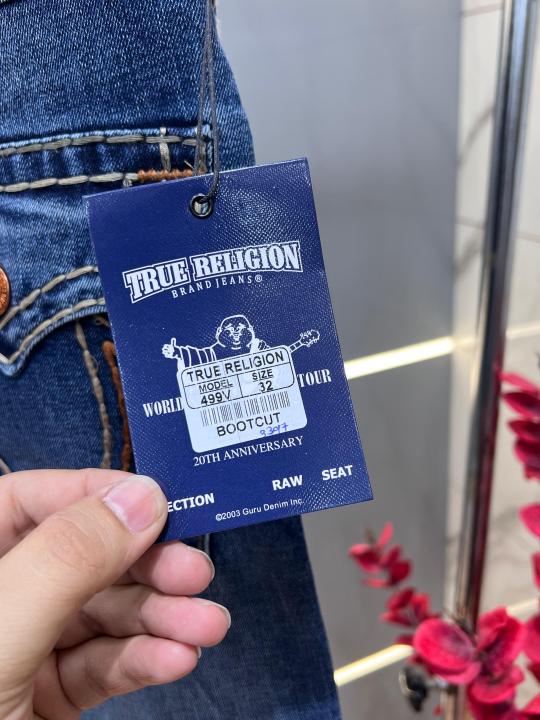 TRUE RELIGION
BRAND JEANS®
TRUE RELIGION
MODEL SIZE
499V 32
WORLD TOUR
BOOTCUT
20TH ANNIVERSARY
ECTION RAW SEAT
©2003 Guru Denim Inc.